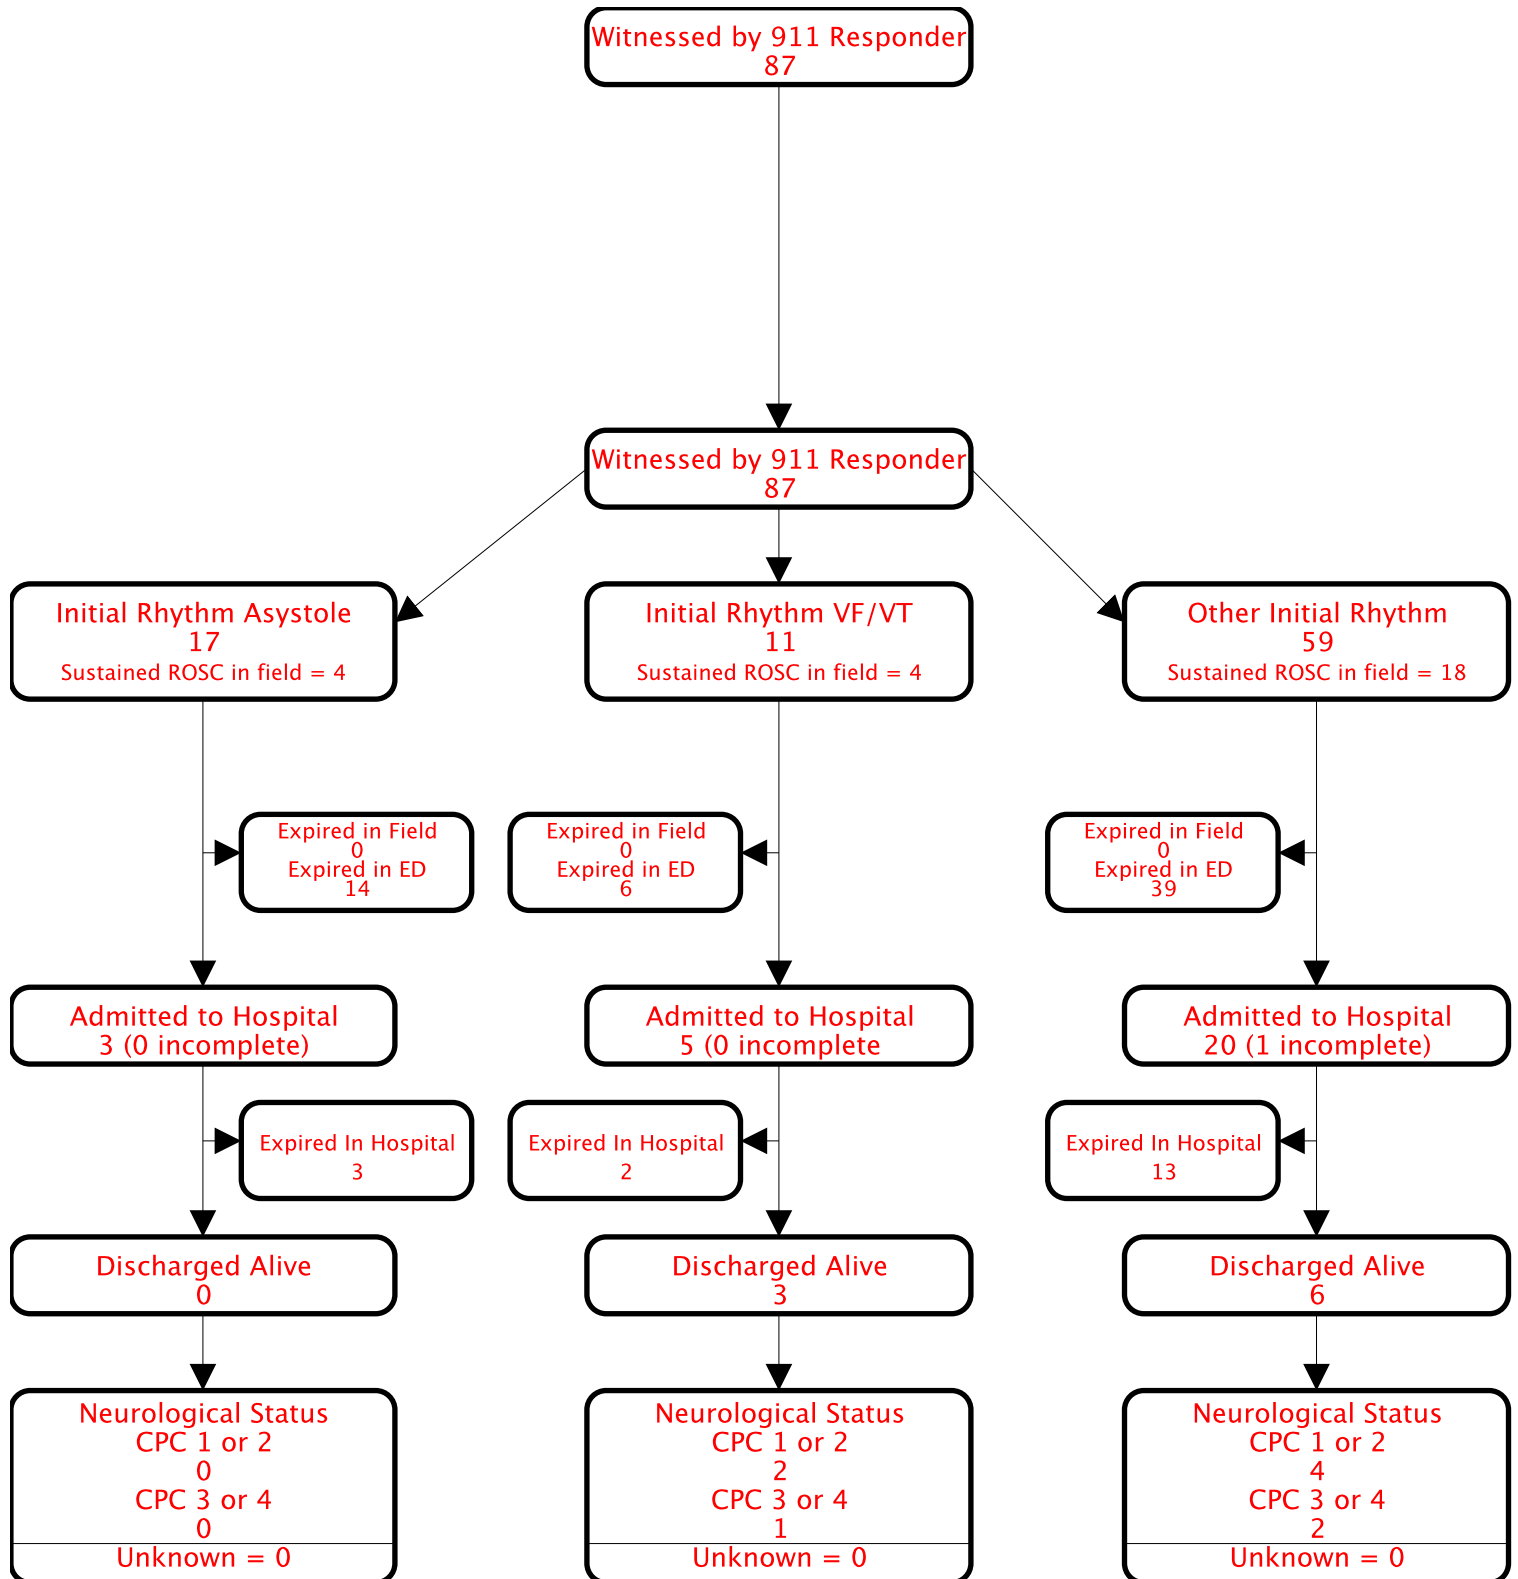 Witnessed by 911 Responder
87
Witnessed by 911 Responder
87
Initial Rhythm Asystole
17
Sustained ROSC in field = 4
Initial Rhythm VF/VT
11
Sustained ROSC in field = 4
Other Initial Rhythm
59
Sustained ROSC in field = 18
Expired in Field
0
Expired in ED
14
Expired in Field
0
Expired in ED
6
Expired in Field
0
Expired in ED
39
Admitted to Hospital
3 (0 incomplete)
Admitted to Hospital
5 (0 incomplete
Admitted to Hospital
20 (1 incomplete)
Expired In Hospital
3
Expired In Hospital
2
Expired In Hospital
13
Discharged Alive
0
Discharged Alive
3
Discharged Alive
6
Neurological Status
CPC 1 or 2
0
CPC 3 or 4
0
Unknown = 0
Neurological Status
CPC 1 or 2
2
CPC 3 or 4
1
Unknown = 0
Neurological Status
CPC 1 or 2
4
CPC 3 or 4
2
Unknown = 0